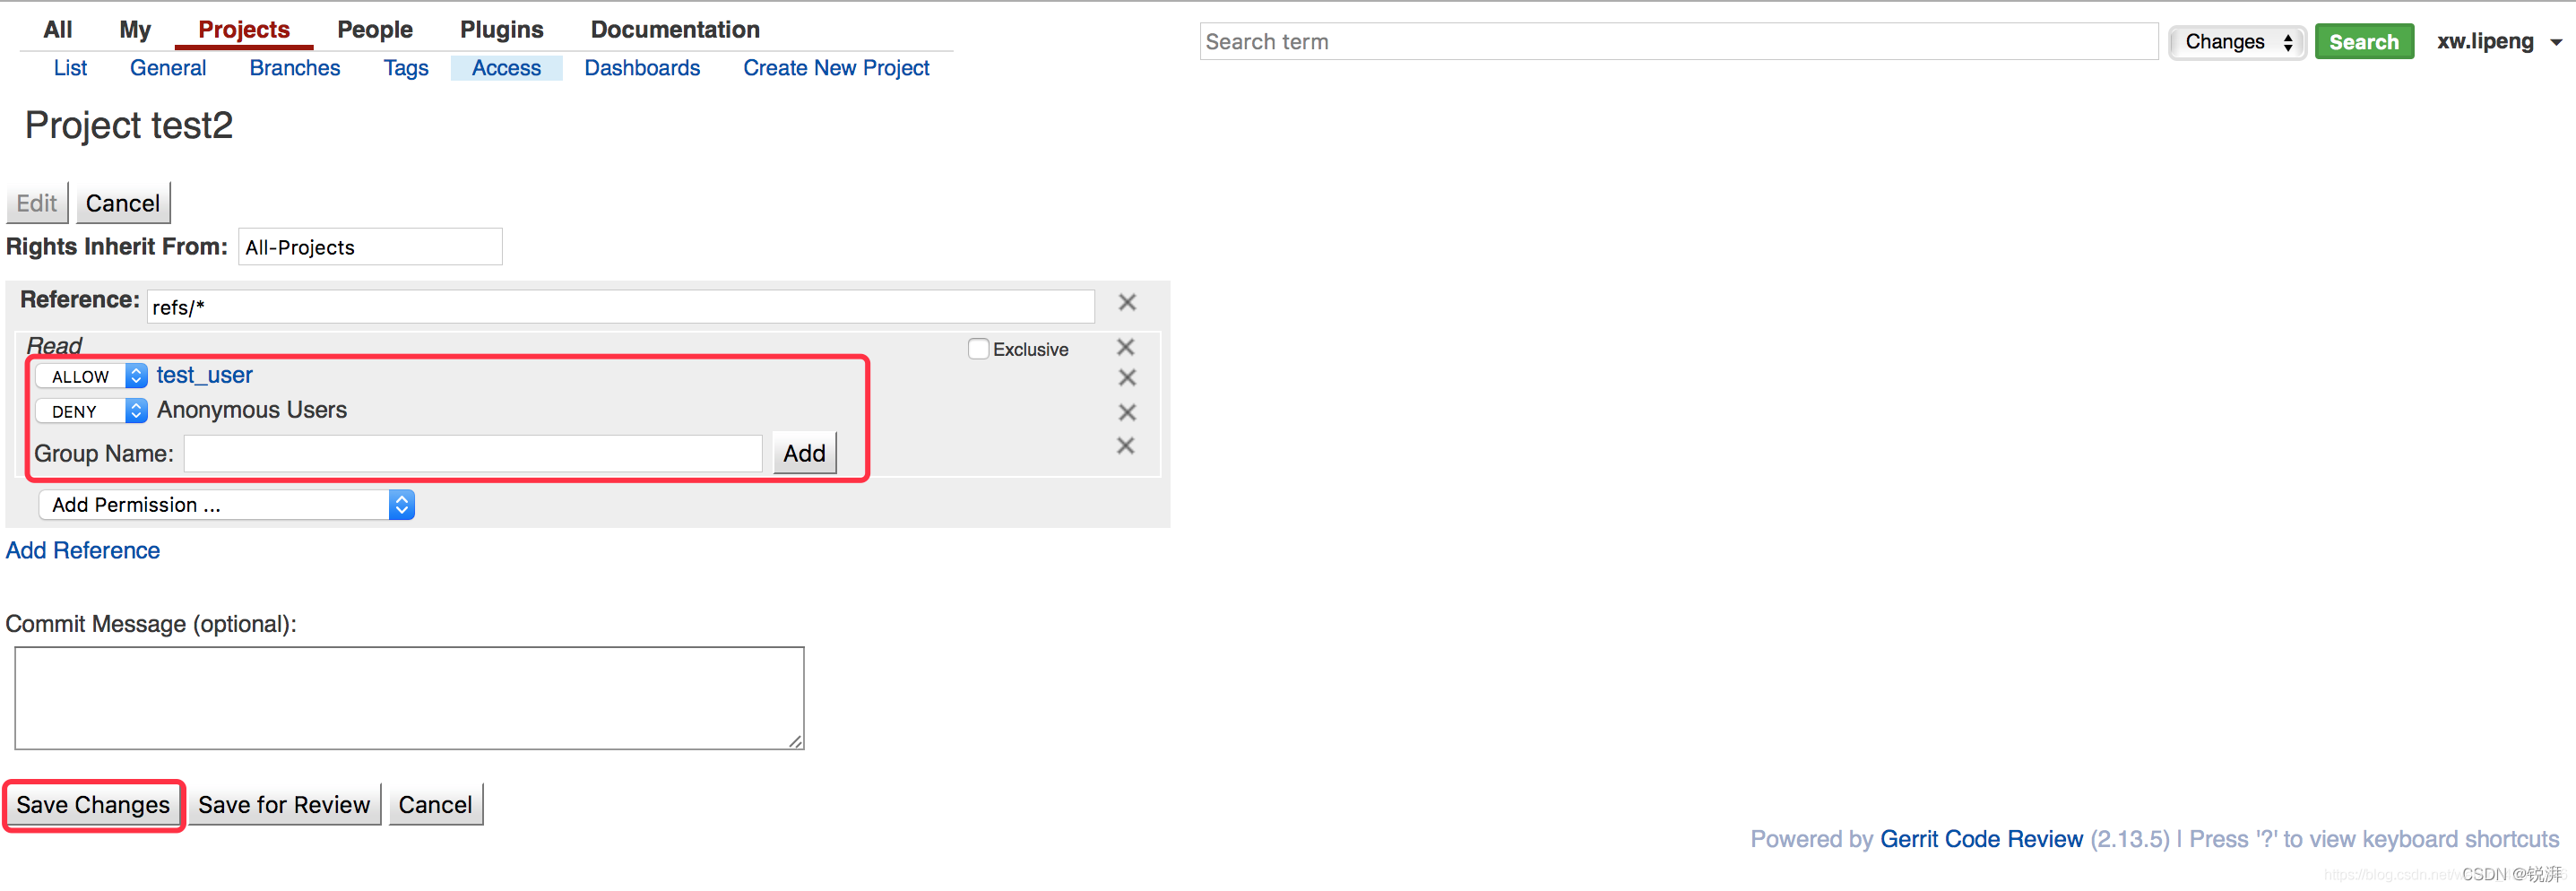 All My Projects People Plugins Documentation
Search term Changes Search xw.lipeng
List General Branches Tags Access Dashboards Create New Project
Project test2
Edit Cancel
Rights Inherit From: All-Projects
Reference: refs/*
Read Exclusive
ALLOW test_user
DENY Anonymous Users
Group Name: Add
Add Permission ...
Add Reference
Commit Message (optional):
Save Changes Save for Review Cancel
Powered by Gerrit Code Review (2.13.5) | Press '?' to view keyboard shortcuts
CSDN @锐湃